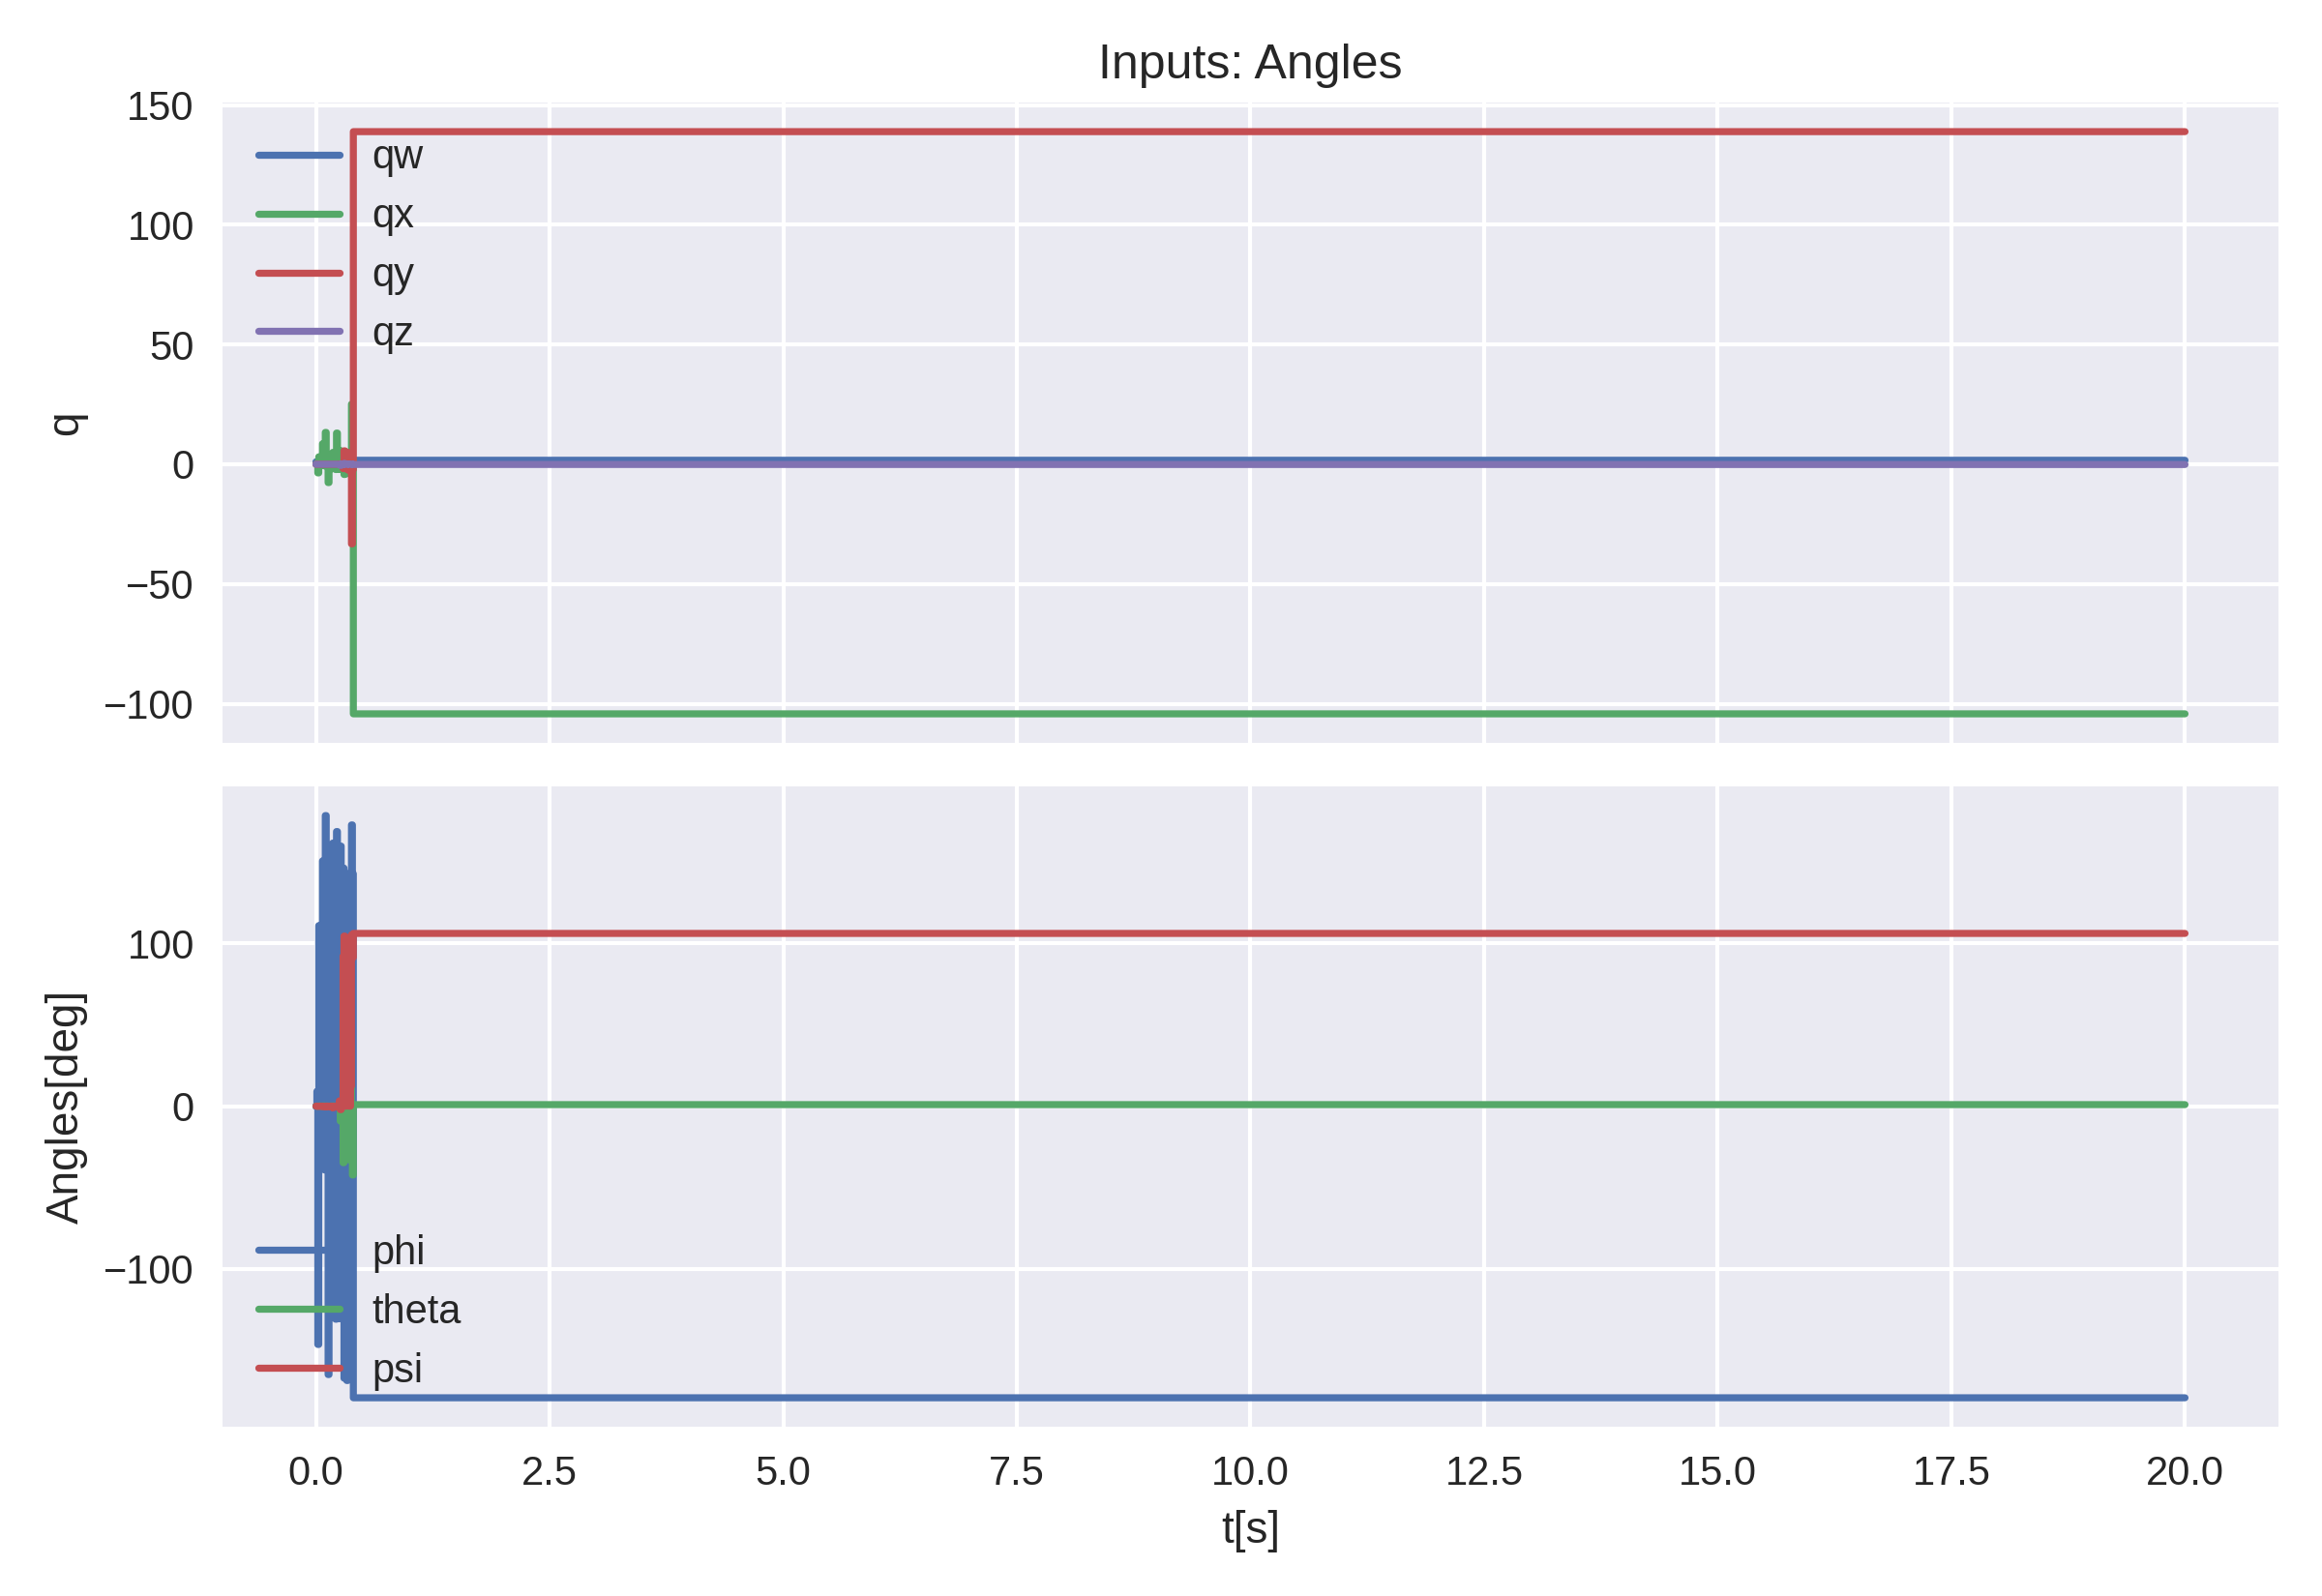 Inputs: Angles
150
100
50
0
−50
−100
q
qw
qx
qy
qz
100
0
−100
Angles[deg]
phi
theta
psi
0.0 2.5 5.0 7.5 10.0 12.5 15.0 17.5 20.0
t[s]